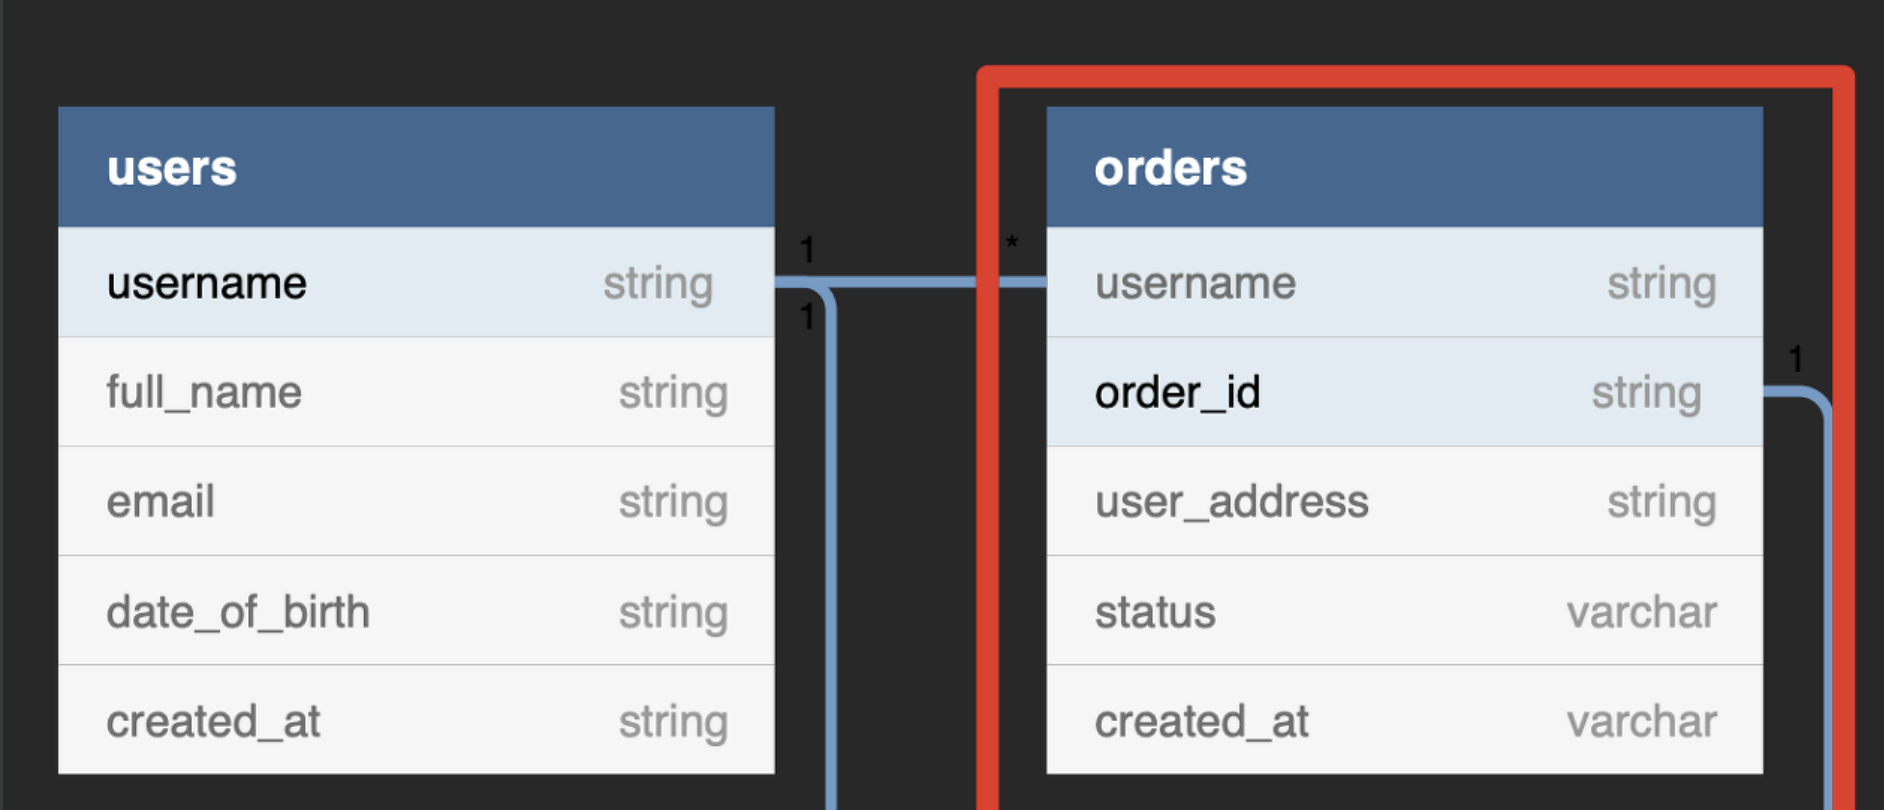 users
username string
full_name string
email string
date_of_birth string
created_at string
1
1
*
orders
username string
order_id string
user_address string
status varchar
created_at varchar
1